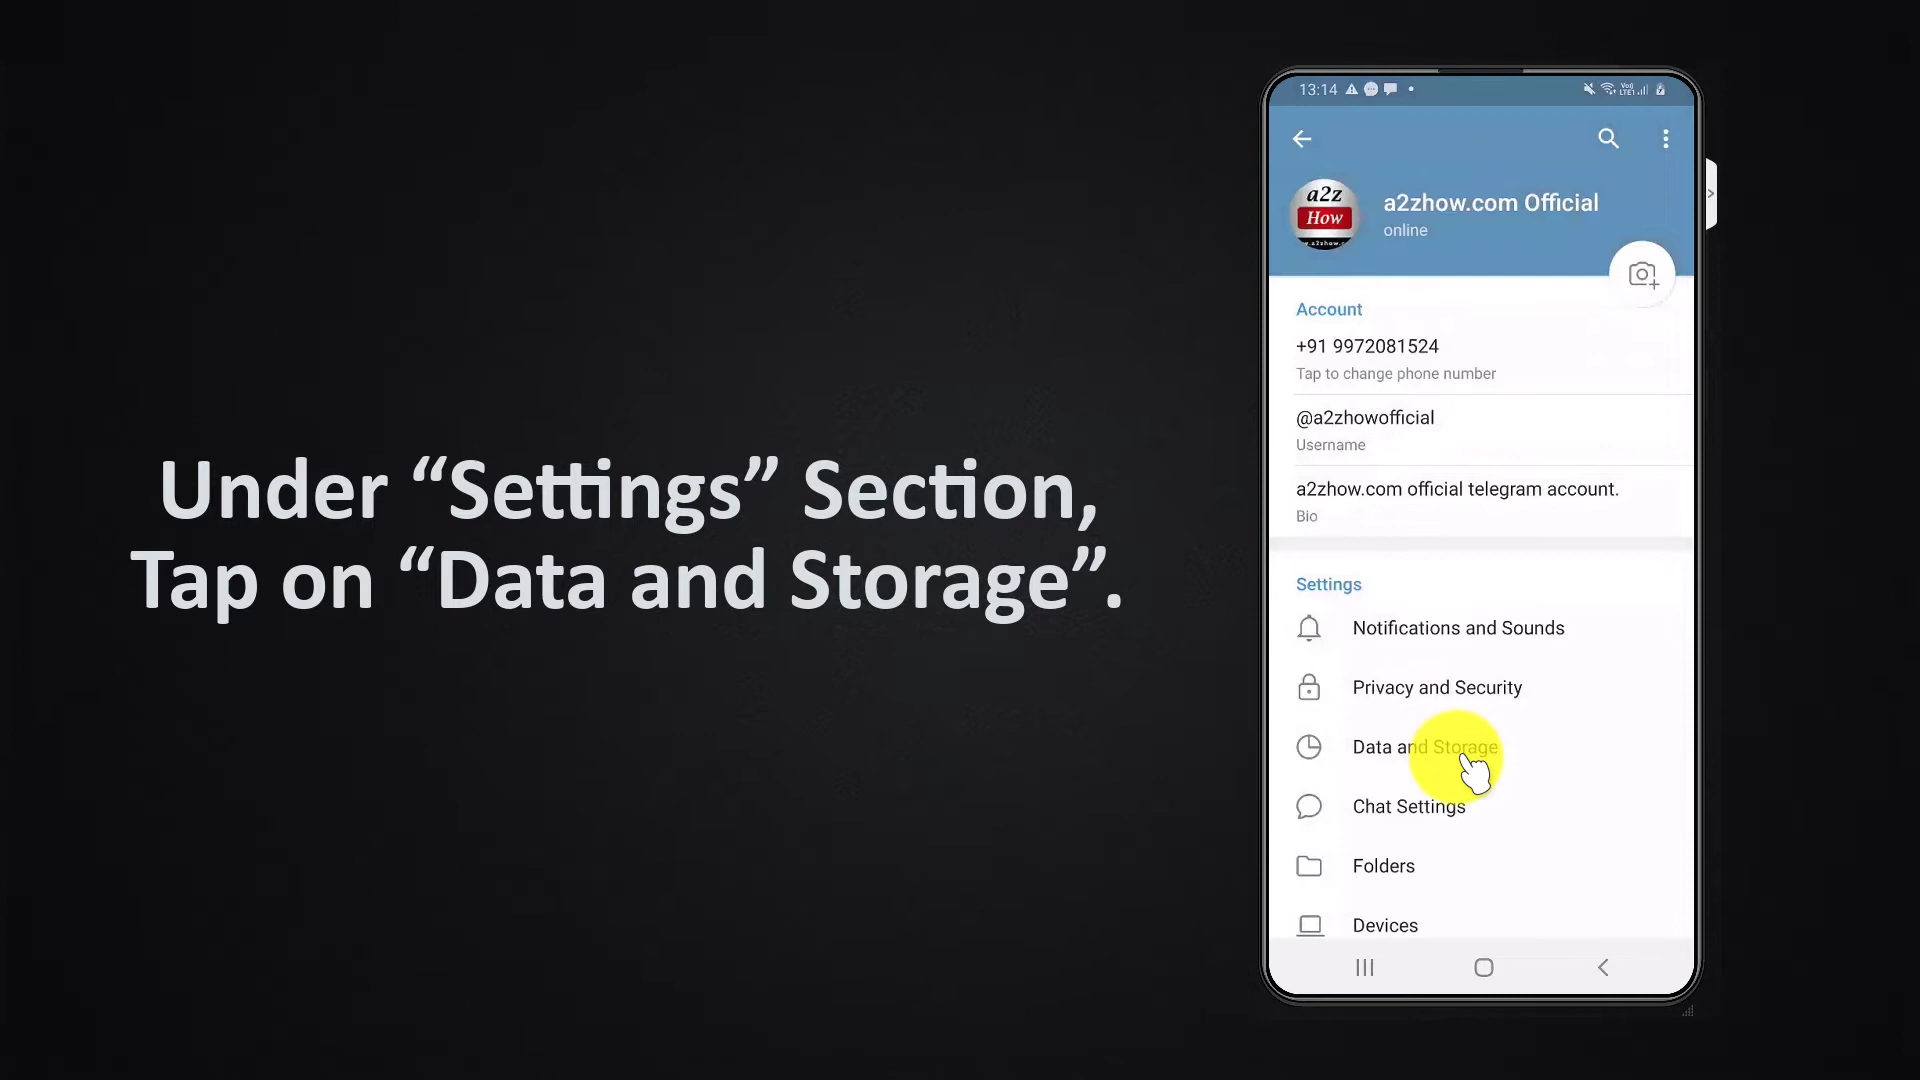 Under “Settings” Section,
Tap on “Data and Storage”.
13:14
a2z
How
a2zhow.com Official
online
Account
+91 9972081524
Tap to change phone number
@a2zhowofficial
Username
a2zhow.com official telegram account.
Bio
Settings
Notifications and Sounds
Privacy and Security
Data and Storage
Chat Settings
Folders
Devices